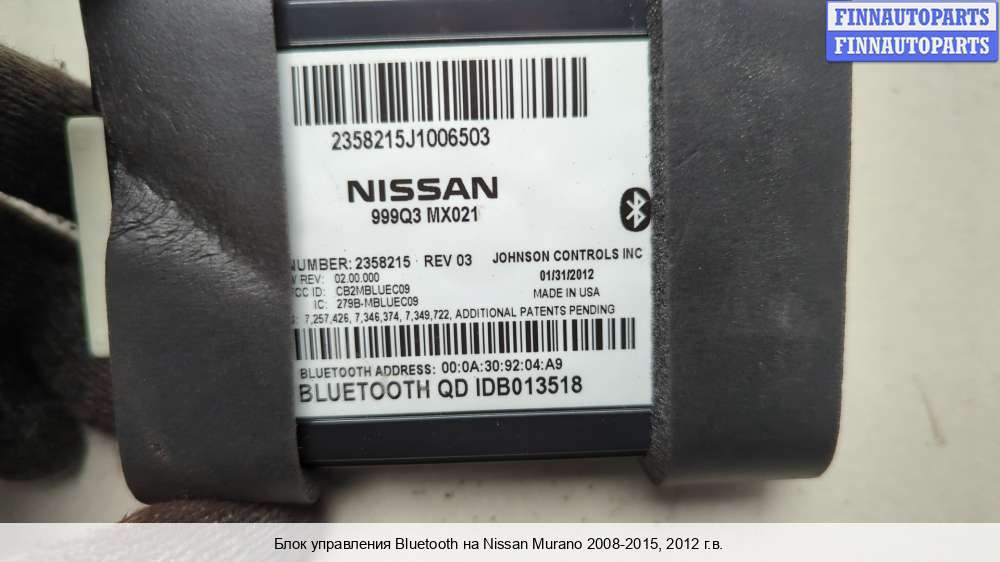 FINNAUTOPARTS
FINNAUTOPARTS
2358215J1006503
NISSAN
999Q3 MX021
NUMBER: 2358215 REV 03
JOHNSON CONTROLS INC
REV: 02.00.000
01/31/2012
CC ID: CB2MBLUEC09
MADE IN USA
IC: 279B-MBLUEC09
7,257,426, 7,346,374, 7,349,722, ADDITIONAL PATENTS PENDING
BLUETOOTH ADDRESS: 00:0A:30:92:04:A9
BLUETOOTH QD IDB013518
Блок управления Bluetooth на Nissan Murano 2008-2015, 2012 г.в.